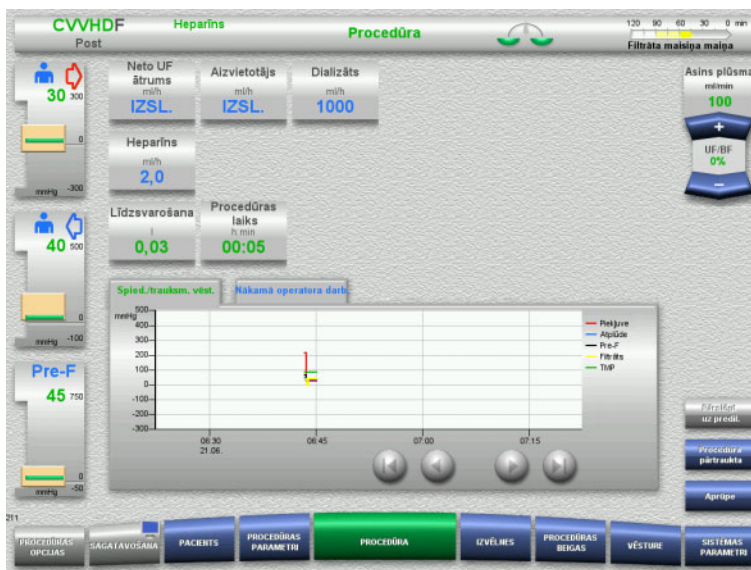 CVVHDF
Post
Heparīns
Procedūra
120 90 60 30 0 min
Filtrāta maisiņa maiņa
30
300
0
-300
mmHg
40
500
0
-100
mmHg
Pre-F
45
750
0
-50
mmHg
Neto UF
ātrums
ml/h
IZSL.
Aizvietotājs
ml/h
IZSL.
Dializāts
ml/h
1000
Heparīns
ml/h
2,0
Līdzsvarošana
l
0,03
Procedūras
laiks
h:min
00:05
Asins plūsma
ml/min
100
+
UF/BF
0%
−
Spied./trauksm. vēst.
Nākamā operatora darb.
mmHg
500
400
300
200
100
0
-100
-200
-300
06:30
21.06.
06:45
07:00
07:15
Piekļuve
Atplūde
Pre-F
Filtrāts
TMP
Pārslēgt
uz predil.
Procedūra
pārtraukta
Aprūpe
211
PROCEDŪRAS
OPCIJAS
SAGATAVOŠANA
PACIENTS
PROCEDŪRAS
PARAMETRI
PROCEDŪRA
IZVĒLNES
PROCEDŪRAS
BEIGAS
VĒSTURE
SISTĒMAS
PARAMETRI